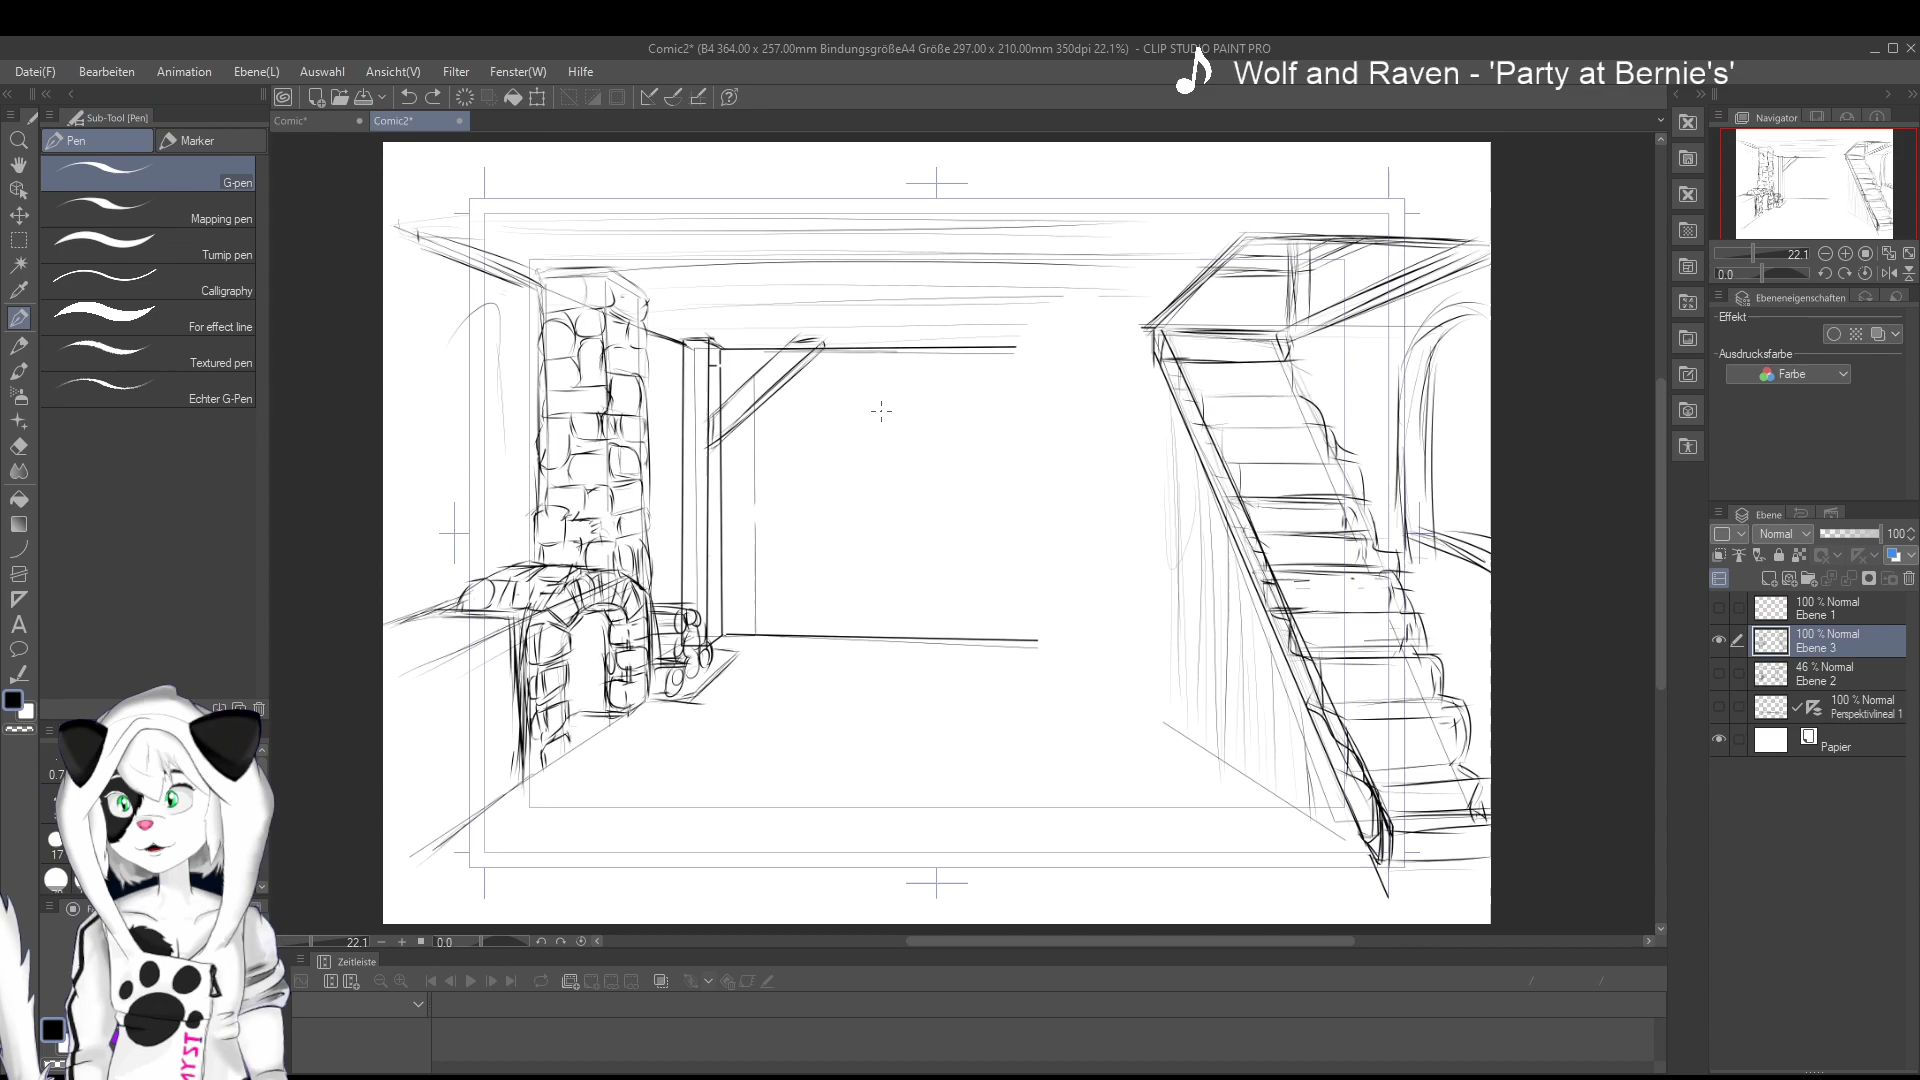 Comic2* (B4 364.00 x 257.00mm BindungsgrößeA4 Größe 297.00 x 210.00mm 350dpi 22.1%) - CLIP STUDIO PAINT PRO
Datei(F) Bearbeiten Animation Ebene(L) Auswahl Ansicht(V) Filter Fenster(W) Hilfe
Wolf and Raven - 'Party at Bernie's'
Sub-Tool [Pen]
Comic*
Comic2*
Navigator
Pen
Marker
G-pen
Mapping pen
Turnip pen
Calligraphy
For effect line
Textured pen
Echter G-Pen
22.1
0.0
Ebeneneigenschaften
Effekt
Ausdrucksfarbe
Farbe
Ebene
Normal
100
100 % Normal
Ebene 1
100 % Normal
Ebene 3
46 % Normal
Ebene 2
100 % Normal
Perspektivlineal 1
Papier
0.7
17
22.1
0.0
Zeitleiste
MYST